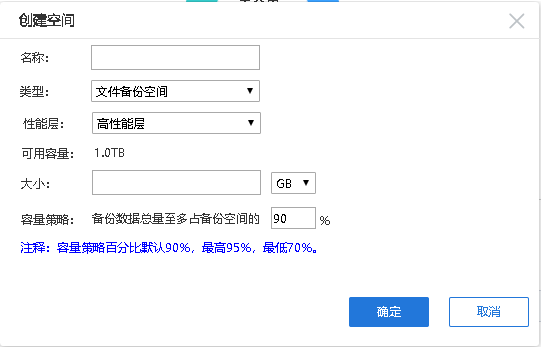 创建空间
名称：
类型： 文件备份空间
性能层： 高性能层
可用容量： 1.0TB
大小： GB
容量策略： 备份数据总量至多占备份空间的 90 %
注释：容量策略百分比默认90%，最高95%，最低70%。
确定 取消